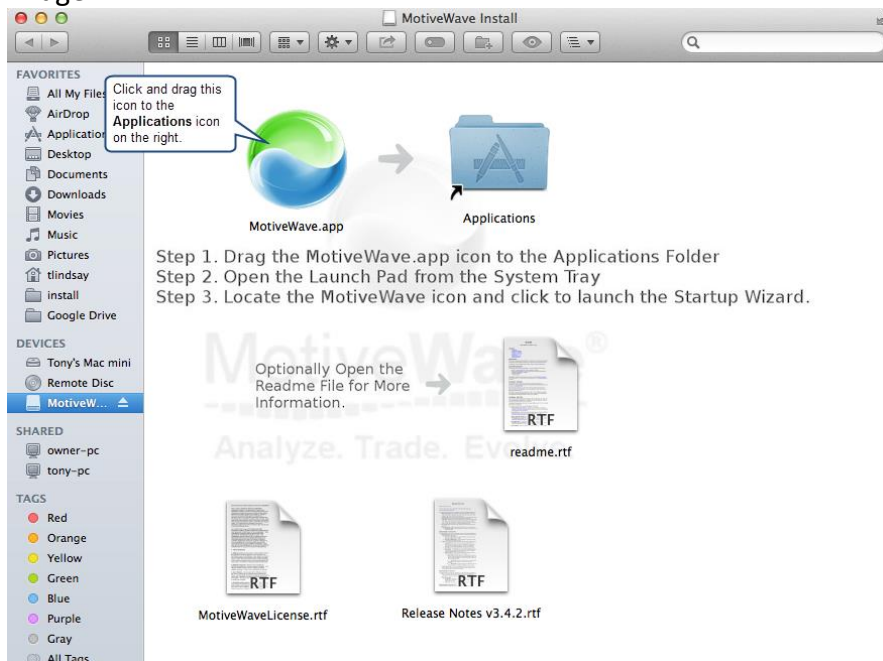 MotiveWave Install
FAVORITES
All My Files
AirDrop
Application
Desktop
Documents
Downloads
Movies
Music
Pictures
tlindsay
install
Google Drive
DEVICES
Tony's Mac mini
Remote Disc
MotiveW...
SHARED
owner-pc
tony-pc
TAGS
Red
Orange
Yellow
Green
Blue
Purple
Gray
All Tags
Click and drag this
icon to the
Applications icon
on the right.
MotiveWave.app
Applications
Step 1. Drag the MotiveWave.app icon to the Applications Folder
Step 2. Open the Launch Pad from the System Tray
Step 3. Locate the MotiveWave icon and click to launch the Startup Wizard.
MotiveWave®
Optionally Open the
Readme File for More
Information.
RTF
readme.rtf
Analyze. Trade. Evolve
RTF
MotiveWaveLicense.rtf
RTF
Release Notes v3.4.2.rtf